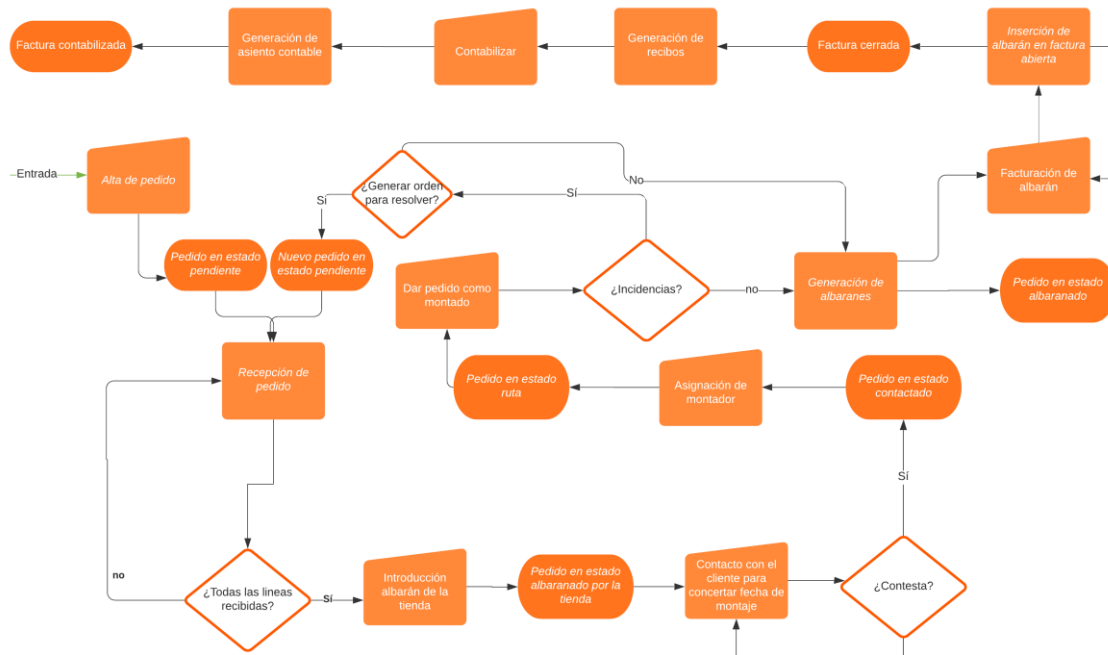 Factura contabilizada
Generación de
asiento contable
Contabilizar
Generación de
recibos
Factura cerrada
Inserción de
albarán en factura
abierta
Entrada
Alta de pedido
¿Generar orden
para resolver?
No
Sí
Sí
Facturación de
albarán
Pedido en estado
pendiente
Nuevo pedido en
estado pendiente
Dar pedido como
montado
¿Incidencias?
no
Generación de
albaranes
Pedido en estado
albaranado
Recepción de
pedido
Pedido en estado
ruta
Asignación de
montador
Pedido en estado
contactado
Sí
no
¿Todas las lineas
recibidas?
Sí
Introducción
albarán de la
tienda
Pedido en estado
albaranado por la
tienda
Contacto con el
cliente para
concertar fecha de
montaje
¿Contesta?